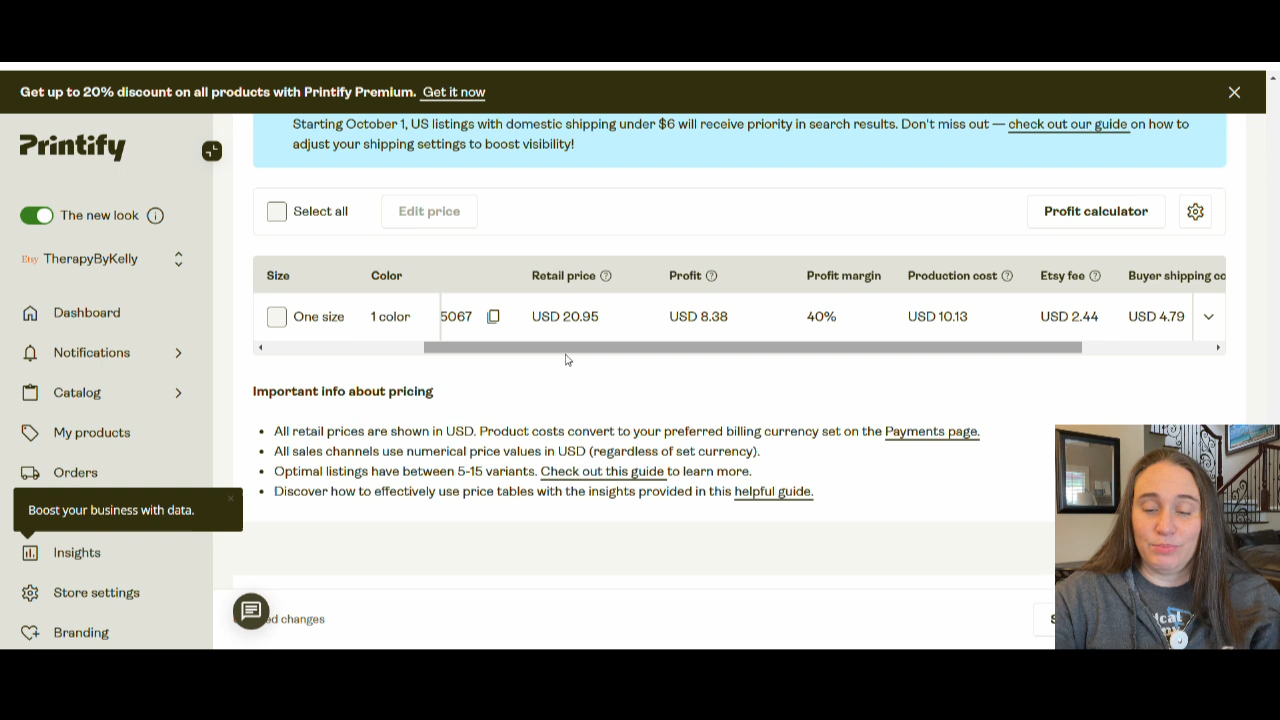 Get up to 20% discount on all products with Printify Premium. Get it now
Printify
The new look
Etsy TherapyByKelly
Dashboard
Notifications
Catalog
My products
Orders
Boost your business with data.
Insights
Store settings
Branding
Starting October 1, US listings with domestic shipping under $6 will receive priority in search results. Don't miss out — check out our guide on how to
adjust your shipping settings to boost visibility!
Select all Edit price Profit calculator
Size Color Retail price Profit Profit margin Production cost Etsy fee Buyer shipping co
One size 1 color 5067 USD 20.95 USD 8.38 40% USD 10.13 USD 2.44 USD 4.79
Important info about pricing
• All retail prices are shown in USD. Product costs convert to your preferred billing currency set on the Payments page.
• All sales channels use numerical price values in USD (regardless of set currency).
• Optimal listings have between 5-15 variants. Check out this guide to learn more.
• Discover how to effectively use price tables with the insights provided in this helpful guide.
ed changes